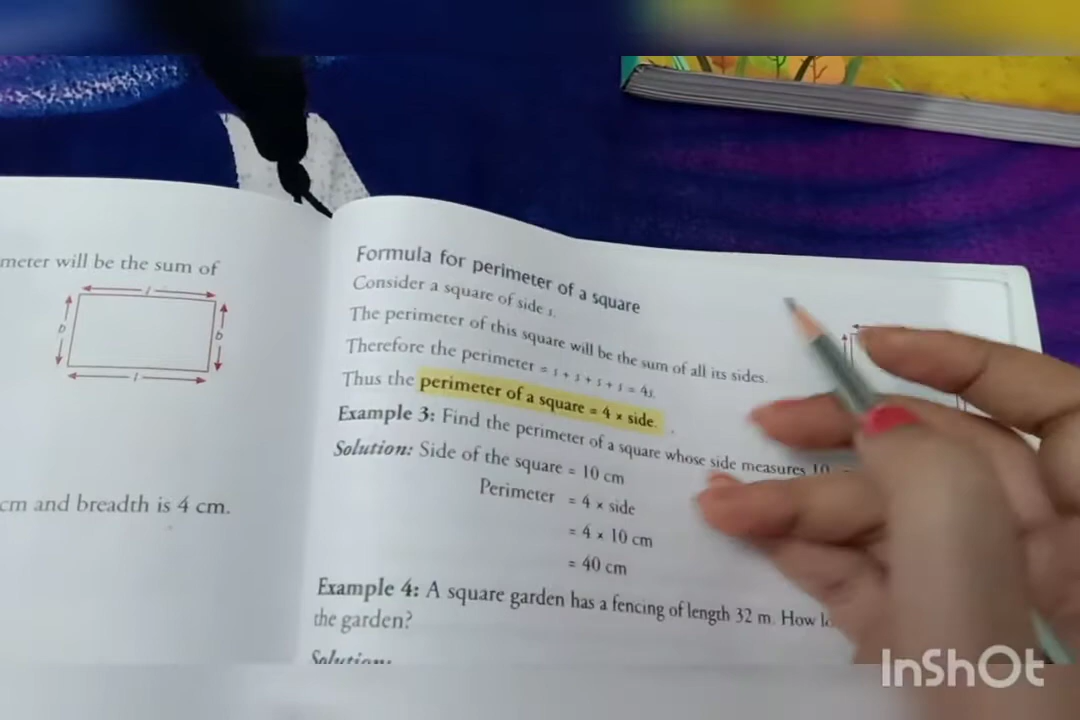 meter will be the sum of
l
b
b
l
cm and breadth is 4 cm.
Formula for perimeter of a square
Consider a square of side s.
The perimeter of this square will be the sum of all its sides.
Therefore the perimeter = s + s + s + s = 4s.
Thus the perimeter of a square = 4 × side.
Example 3: Find the perimeter of a square whose side measures 10
Solution: Side of the square = 10 cm
Perimeter = 4 × side
= 4 × 10 cm
= 40 cm
Example 4: A square garden has a fencing of length 32 m. How
the garden?
Solution:
InShOt